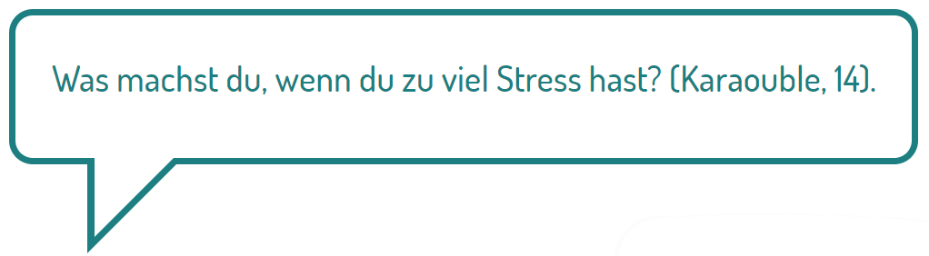 Was machst du, wenn du zu viel Stress hast? (Karaouble, 14).